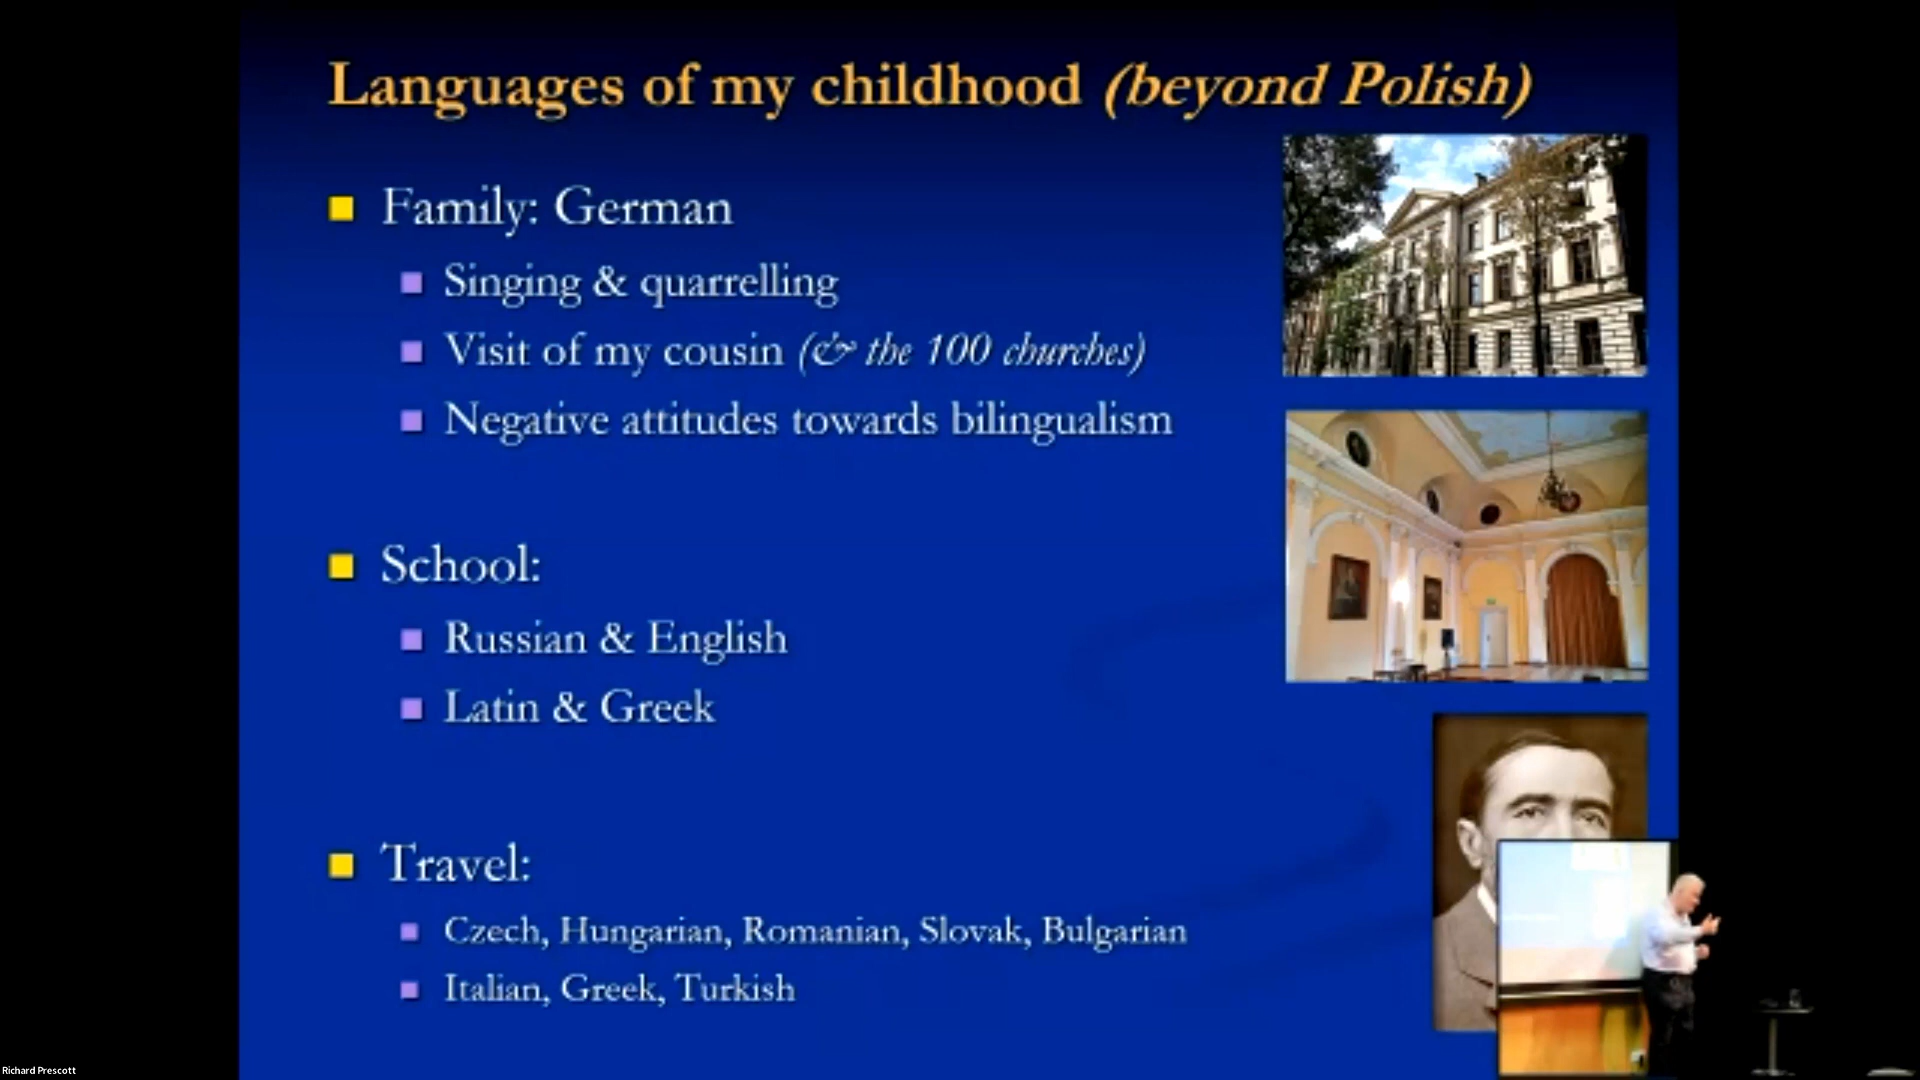 Languages of my childhood (beyond Polish)
Family: German
Singing & quarrelling
Visit of my cousin (& the 100 churches)
Negative attitudes towards bilingualism
School:
Russian & English
Latin & Greek
Travel:
Czech, Hungarian, Romanian, Slovak, Bulgarian
Italian, Greek, Turkish
Richard Prescott